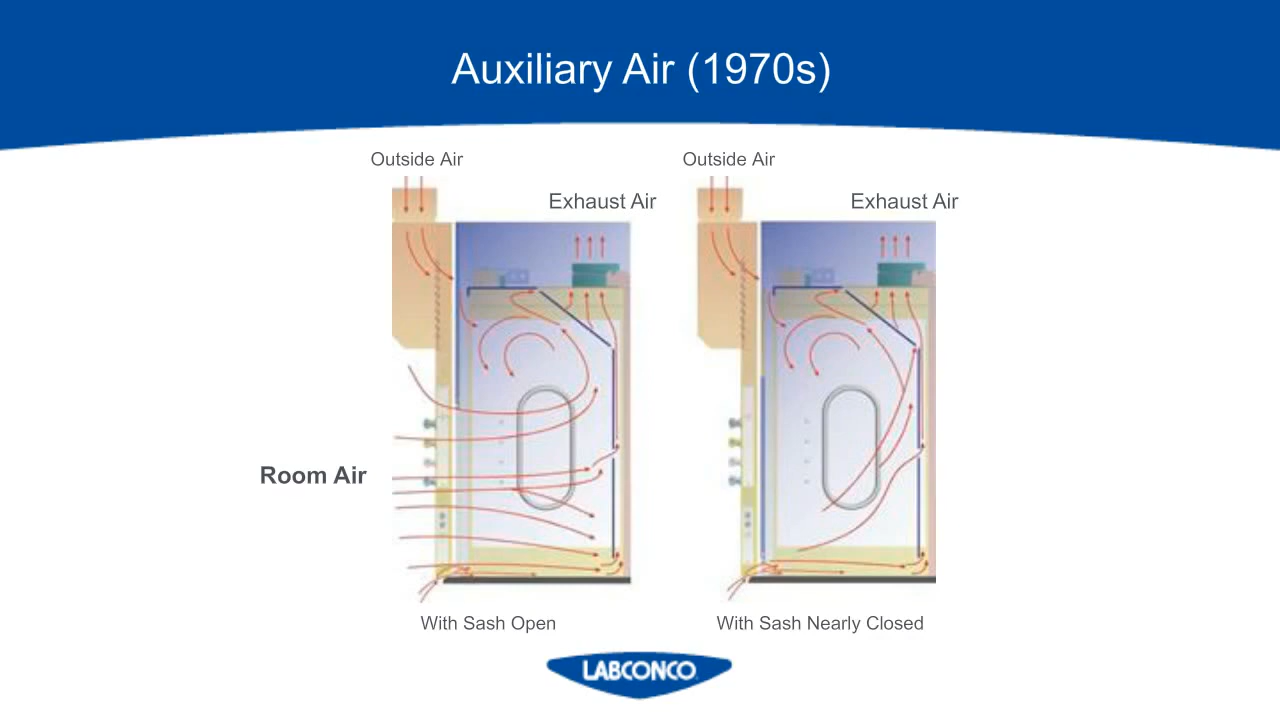 Auxiliary Air (1970s)
Outside Air
Outside Air
Exhaust Air
Exhaust Air
Room Air
With Sash Open
With Sash Nearly Closed
LABCONCO